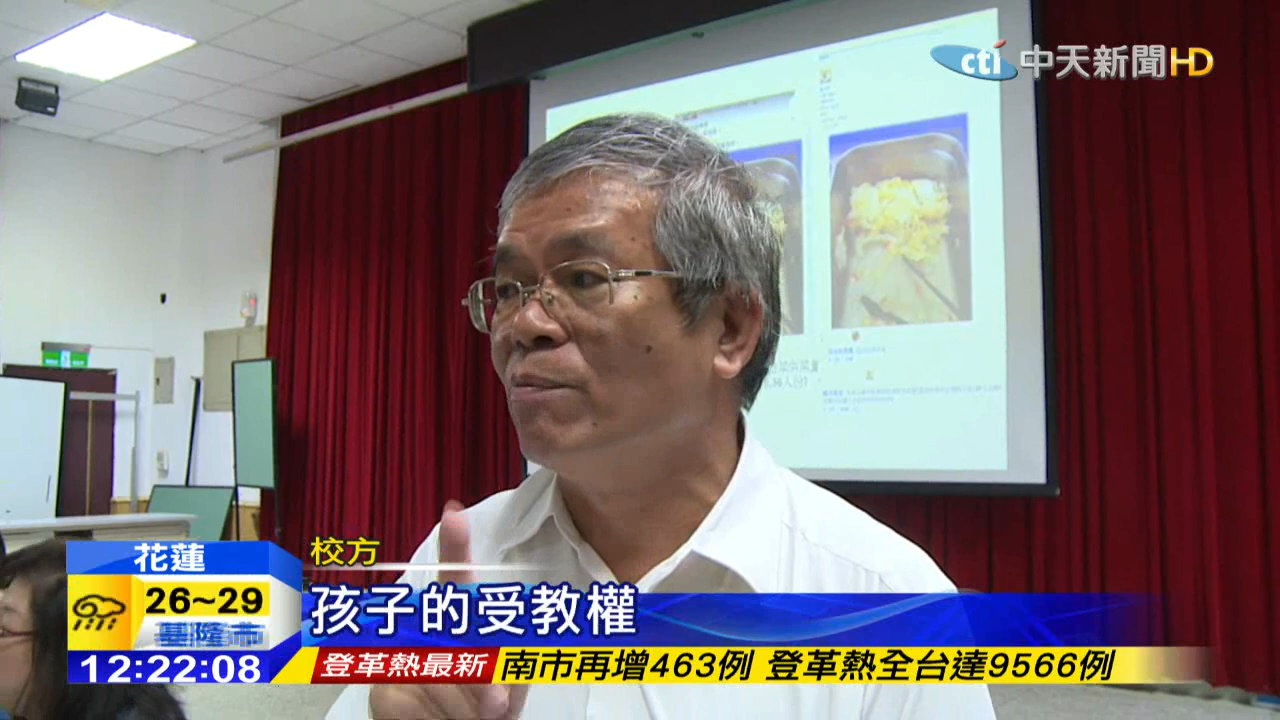 cti 中天新聞HD
花蓮
26~29
基隆市
12:22:08
校方
孩子的受教權
登革熱最新
南市再增463例 登革熱全台達9566例